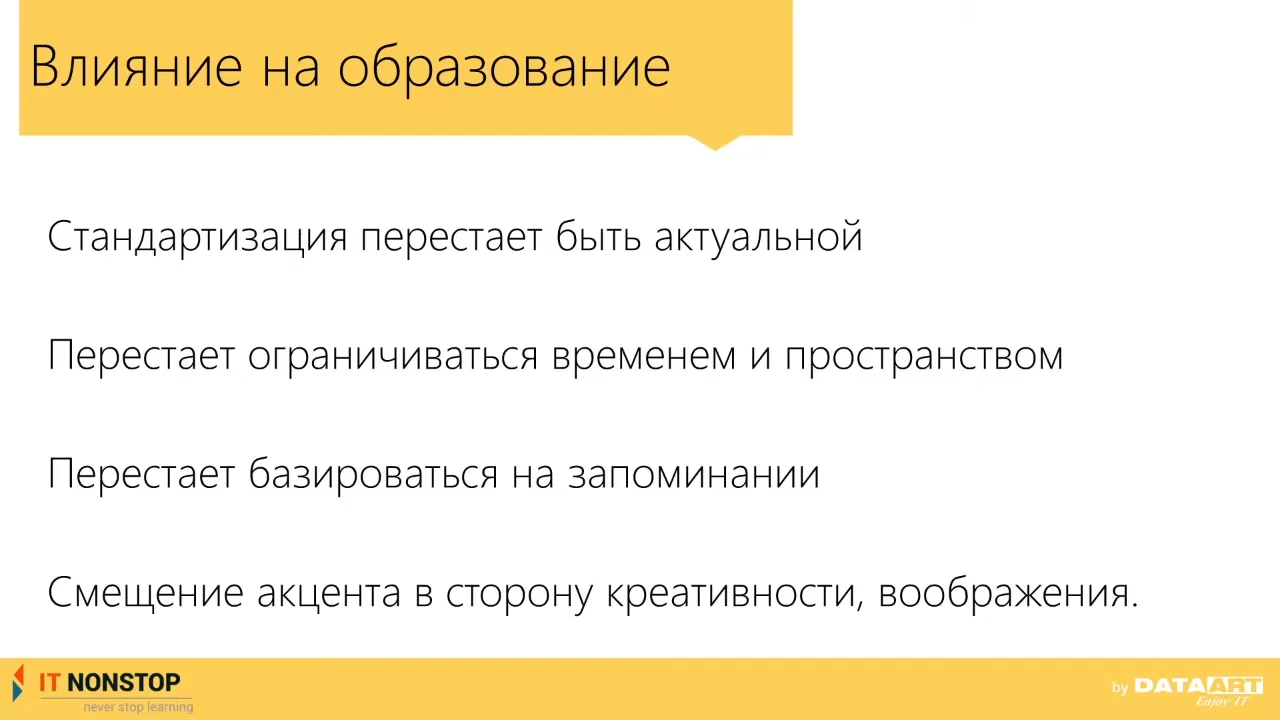 Влияние на образование
Стандартизация перестает быть актуальной
Перестает ограничиваться временем и пространством
Перестает базироваться на запоминании
Смещение акцента в сторону креативности, воображения.
IT NONSTOP
never stop learning
by DATAART
Enjoy IT